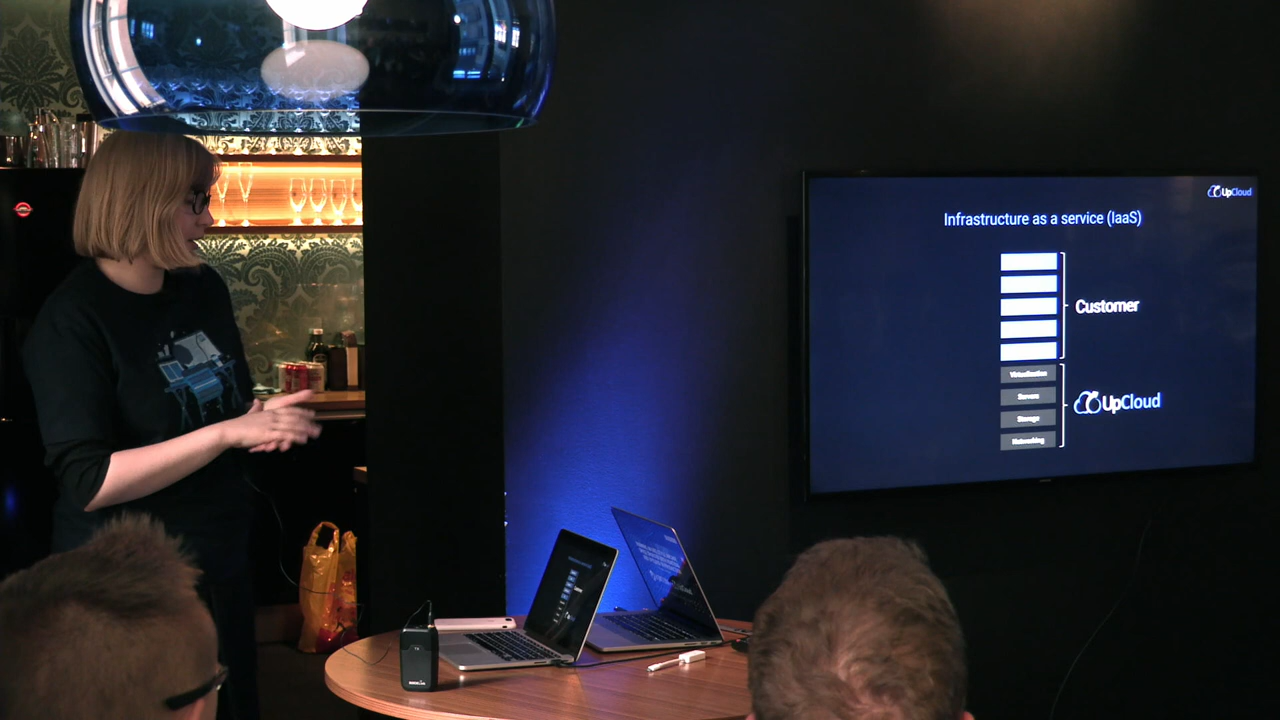 UpCloud
Infrastructure as a service (IaaS)
Customer
Virtualization
Servers
Storage
Networking
UpCloud